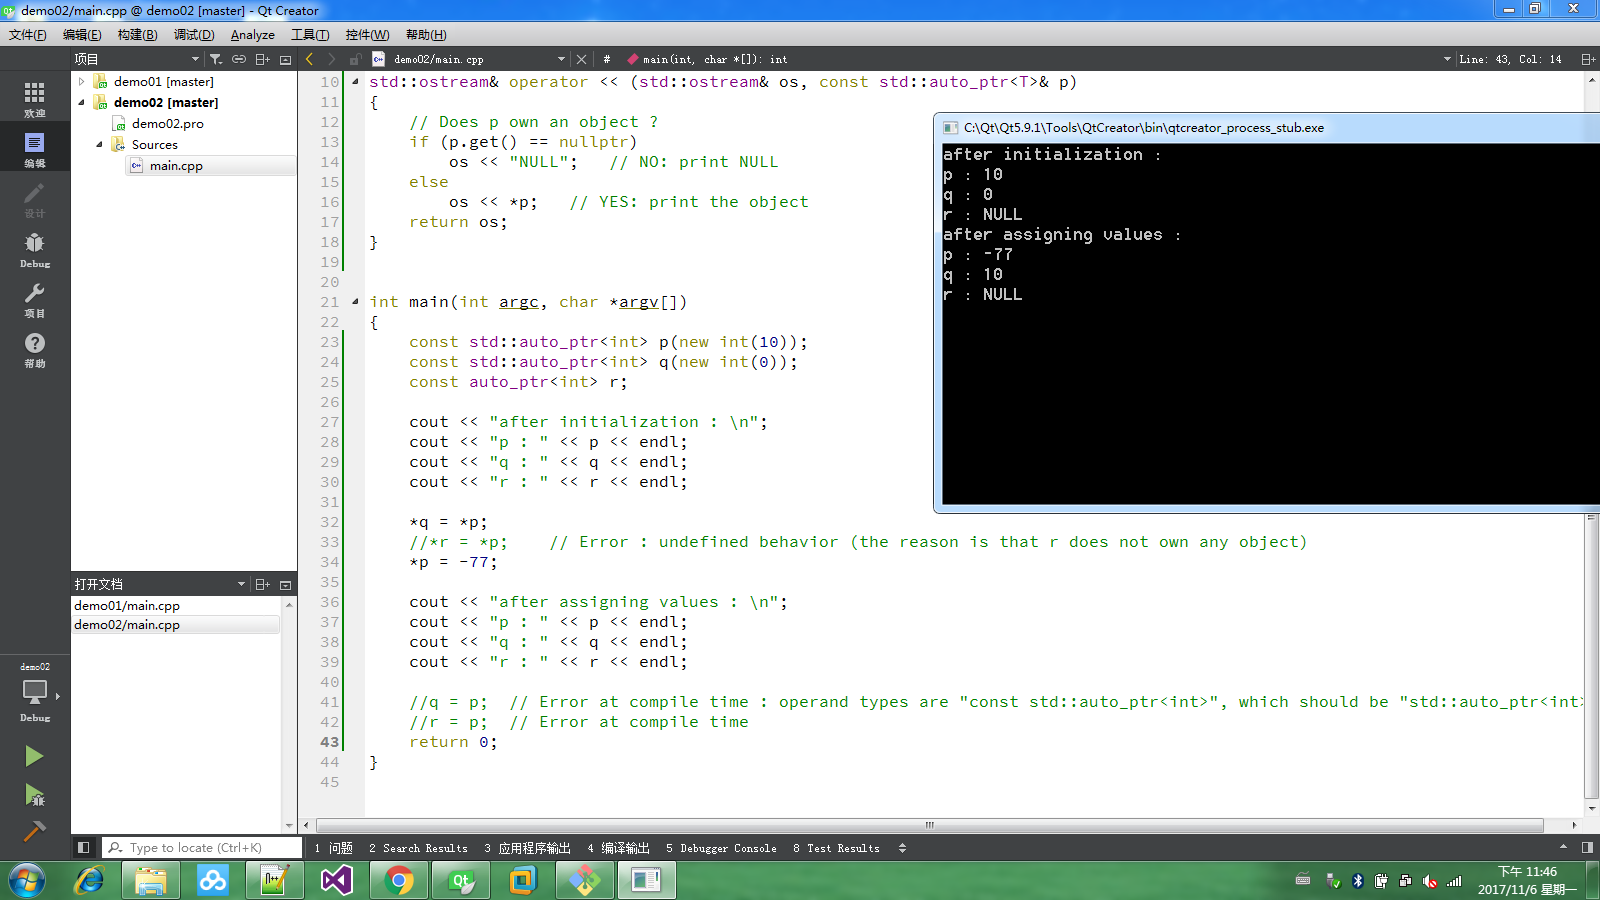 demo02/main.cpp @ demo02 [master] - Qt Creator
文件(F) 编辑(E) 构建(B) 调试(D) Analyze 工具(T) 控件(W) 帮助(H)
项目
demo02/main.cpp
#
main(int, char *[]): int
Line: 43, Col: 14
欢迎
编辑
设计
Debug
项目
帮助
demo01 [master]
demo02 [master]
demo02.pro
Sources
main.cpp
打开文档
demo01/main.cpp
demo02/main.cpp
demo02
Debug
10 std::ostream& operator << (std::ostream& os, const std::auto_ptr<T>& p)
11 {
12     // Does p own an object ?
13     if (p.get() == nullptr)
14         os << "NULL";   // NO: print NULL
15     else
16         os << *p;   // YES: print the object
17     return os;
18 }
19
20
21 int main(int argc, char *argv[])
22 {
23     const std::auto_ptr<int> p(new int(10));
24     const std::auto_ptr<int> q(new int(0));
25     const auto_ptr<int> r;
26
27     cout << "after initialization : \n";
28     cout << "p : " << p << endl;
29     cout << "q : " << q << endl;
30     cout << "r : " << r << endl;
31
32     *q = *p;
33     //*r = *p;    // Error : undefined behavior (the reason is that r does not own any object)
34     *p = -77;
35
36     cout << "after assigning values : \n";
37     cout << "p : " << p << endl;
38     cout << "q : " << q << endl;
39     cout << "r : " << r << endl;
40
41     //q = p;  // Error at compile time : operand types are "const std::auto_ptr<int>", which should be "std::auto_ptr<int>
42     //r = p;  // Error at compile time
43     return 0;
44 }
45
C:\Qt\Qt5.9.1\Tools\QtCreator\bin\qtcreator_process_stub.exe
after initialization :
p : 10
q : 0
r : NULL
after assigning values :
p : -77
q : 10
r : NULL
Type to locate (Ctrl+K)
1 问题 2 Search Results 3 应用程序输出 4 编译输出 5 Debugger Console 8 Test Results
下午 11:46
2017/11/6 星期一